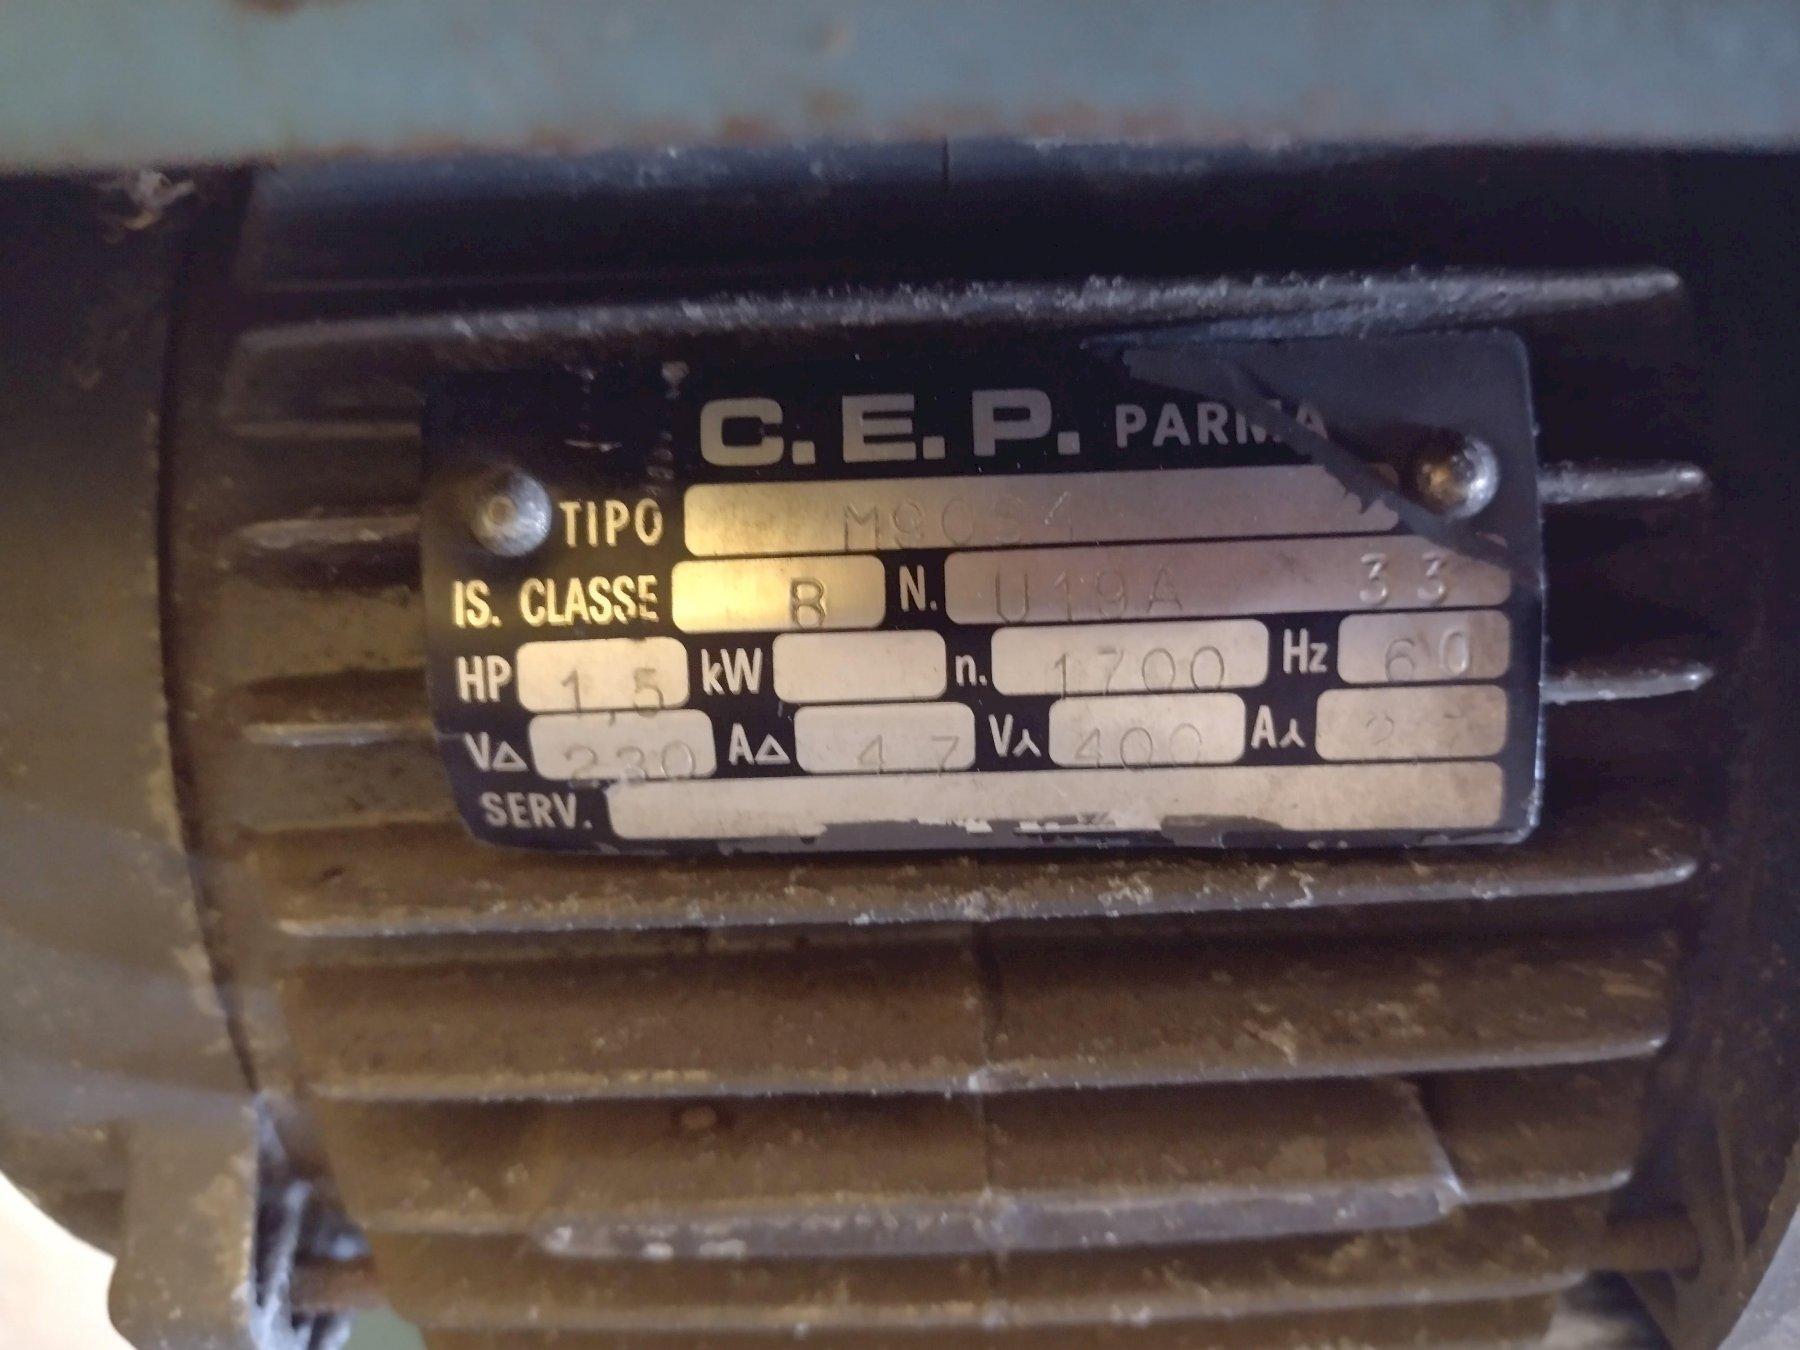 C.E.P. PARMA
TIPO M90S4
IS. CLASSE B N. U19A 33
HP 1,5 kW n. 1700 Hz 60
V△ 230 A△ 4,7 V⅄ 400 A⅄ 2,7
SERV.